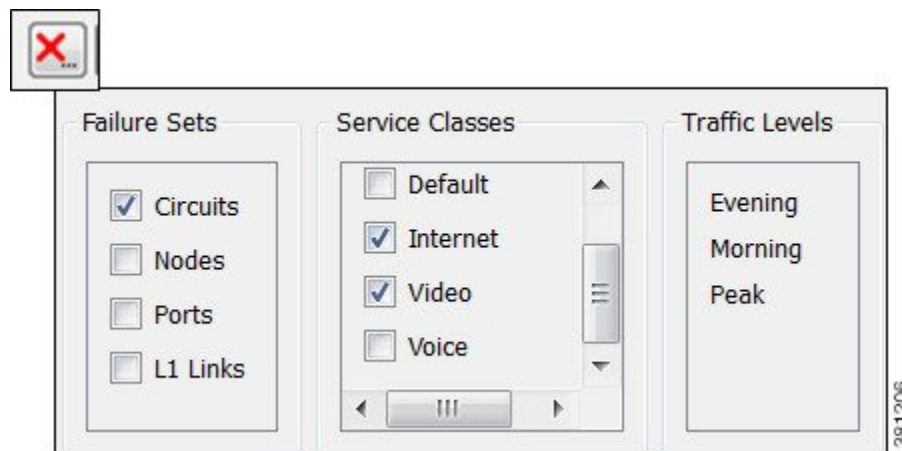 Failure Sets
Circuits
Nodes
Ports
L1 Links
Service Classes
Default
Internet
Video
Voice
Traffic Levels
Evening
Morning
Peak
381206